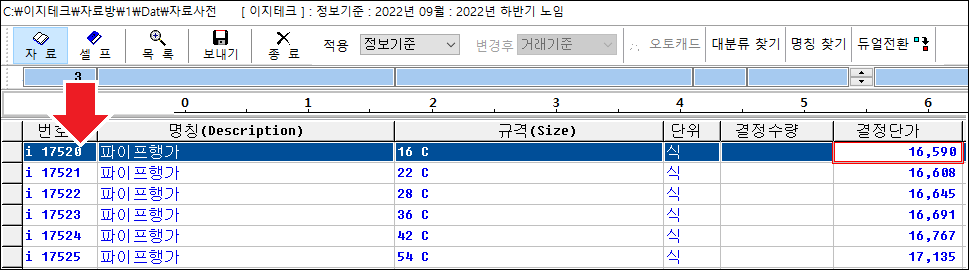 C:\이지테크\자료방\1\Dat\자료사전 [ 이지테크 ] : 정보기준 : 2022년 09월 : 2022년 하반기 노임
자 료 셀 프 목 록 보내기 종 료 적용 정보기준 변경후 거래기준 오토캐드 대분류 찾기 명칭 찾기 듀얼전환
3
0 1 2 3 4 5 6
번호 명칭(Description) 규격(Size) 단위 결정수량 결정단가
i 17520 파이프행가 16 C 식 16,590
i 17521 파이프행가 22 C 식 16,608
i 17522 파이프행가 28 C 식 16,645
i 17523 파이프행가 36 C 식 16,691
i 17524 파이프행가 42 C 식 16,767
i 17525 파이프행가 54 C 식 17,135